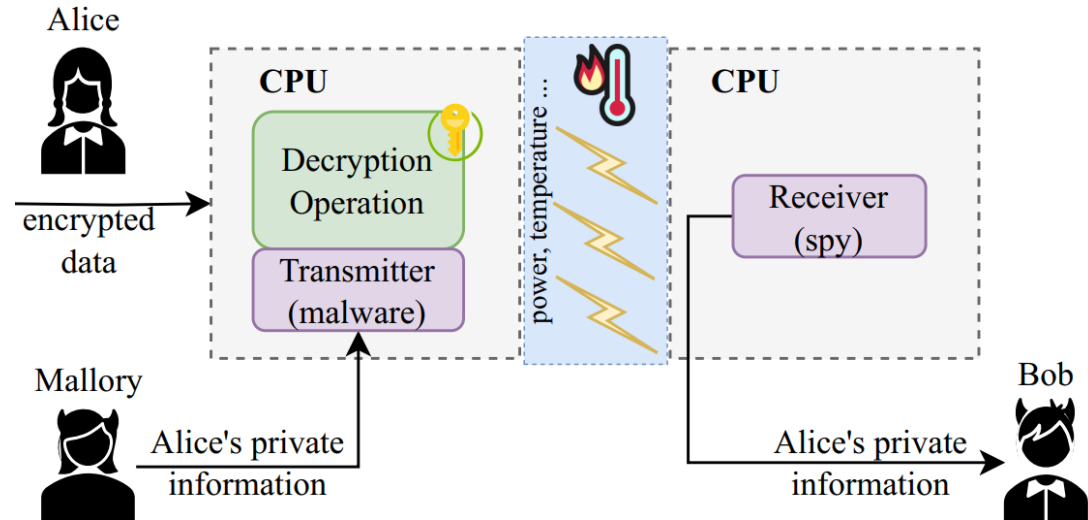 Alice
encrypted
data
CPU
Decryption
Operation
Transmitter
(malware)
power, temperature ...
CPU
Receiver
(spy)
Mallory
Alice's private
information
Alice's private
information
Bob